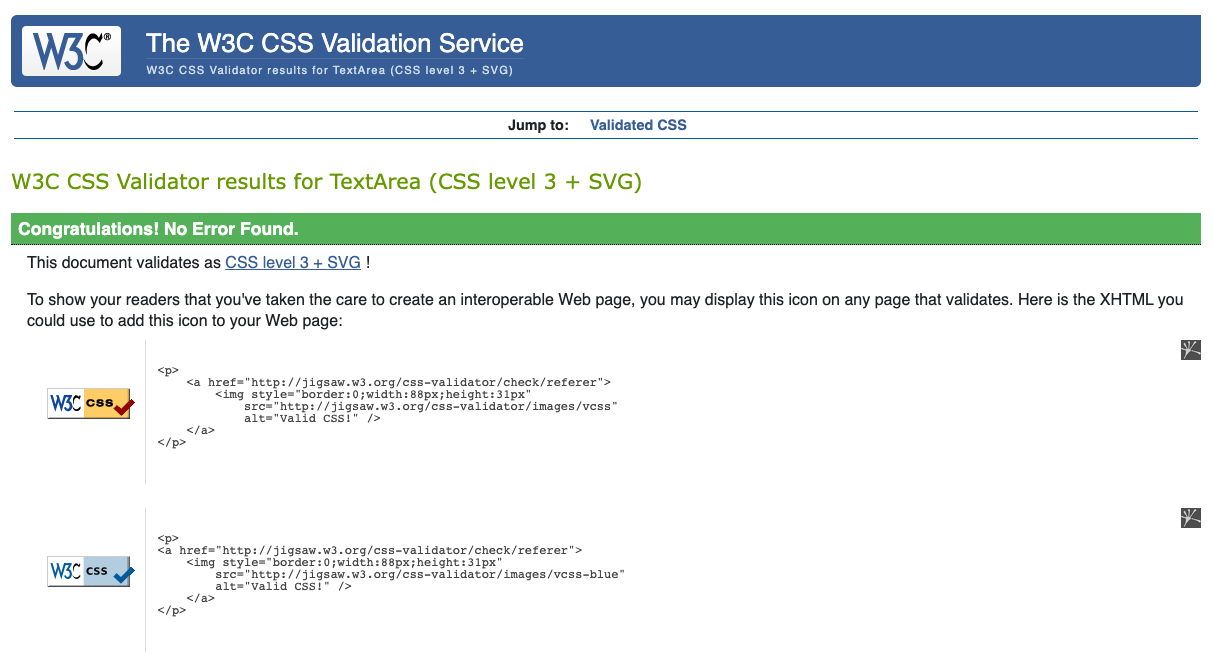 W3C®
The W3C CSS Validation Service
W3C CSS Validator results for TextArea (CSS level 3 + SVG)
Jump to: Validated CSS
W3C CSS Validator results for TextArea (CSS level 3 + SVG)
Congratulations! No Error Found.
This document validates as CSS level 3 + SVG !
To show your readers that you've taken the care to create an interoperable Web page, you may display this icon on any page that validates. Here is the XHTML you
could use to add this icon to your Web page:
W3C css
<p>
    <a href="http://jigsaw.w3.org/css-validator/check/referer">
        <img style="border:0;width:88px;height:31px"
            src="http://jigsaw.w3.org/css-validator/images/vcss"
            alt="Valid CSS!" />
    </a>
</p>
W3C css
<p>
<a href="http://jigsaw.w3.org/css-validator/check/referer">
    <img style="border:0;width:88px;height:31px"
        src="http://jigsaw.w3.org/css-validator/images/vcss-blue"
        alt="Valid CSS!" />
    </a>
</p>